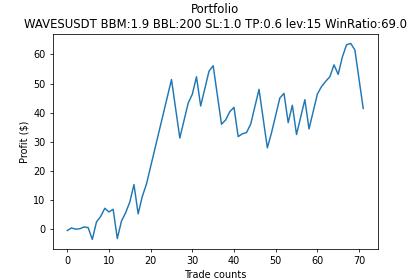 Portfolio
WAVESUSDT BBM:1.9 BBL:200 SL:1.0 TP:0.6 lev:15 WinRatio:69.0
60
50
40
30
20
10
0
Profit ($)
0 10 20 30 40 50 60 70
Trade counts